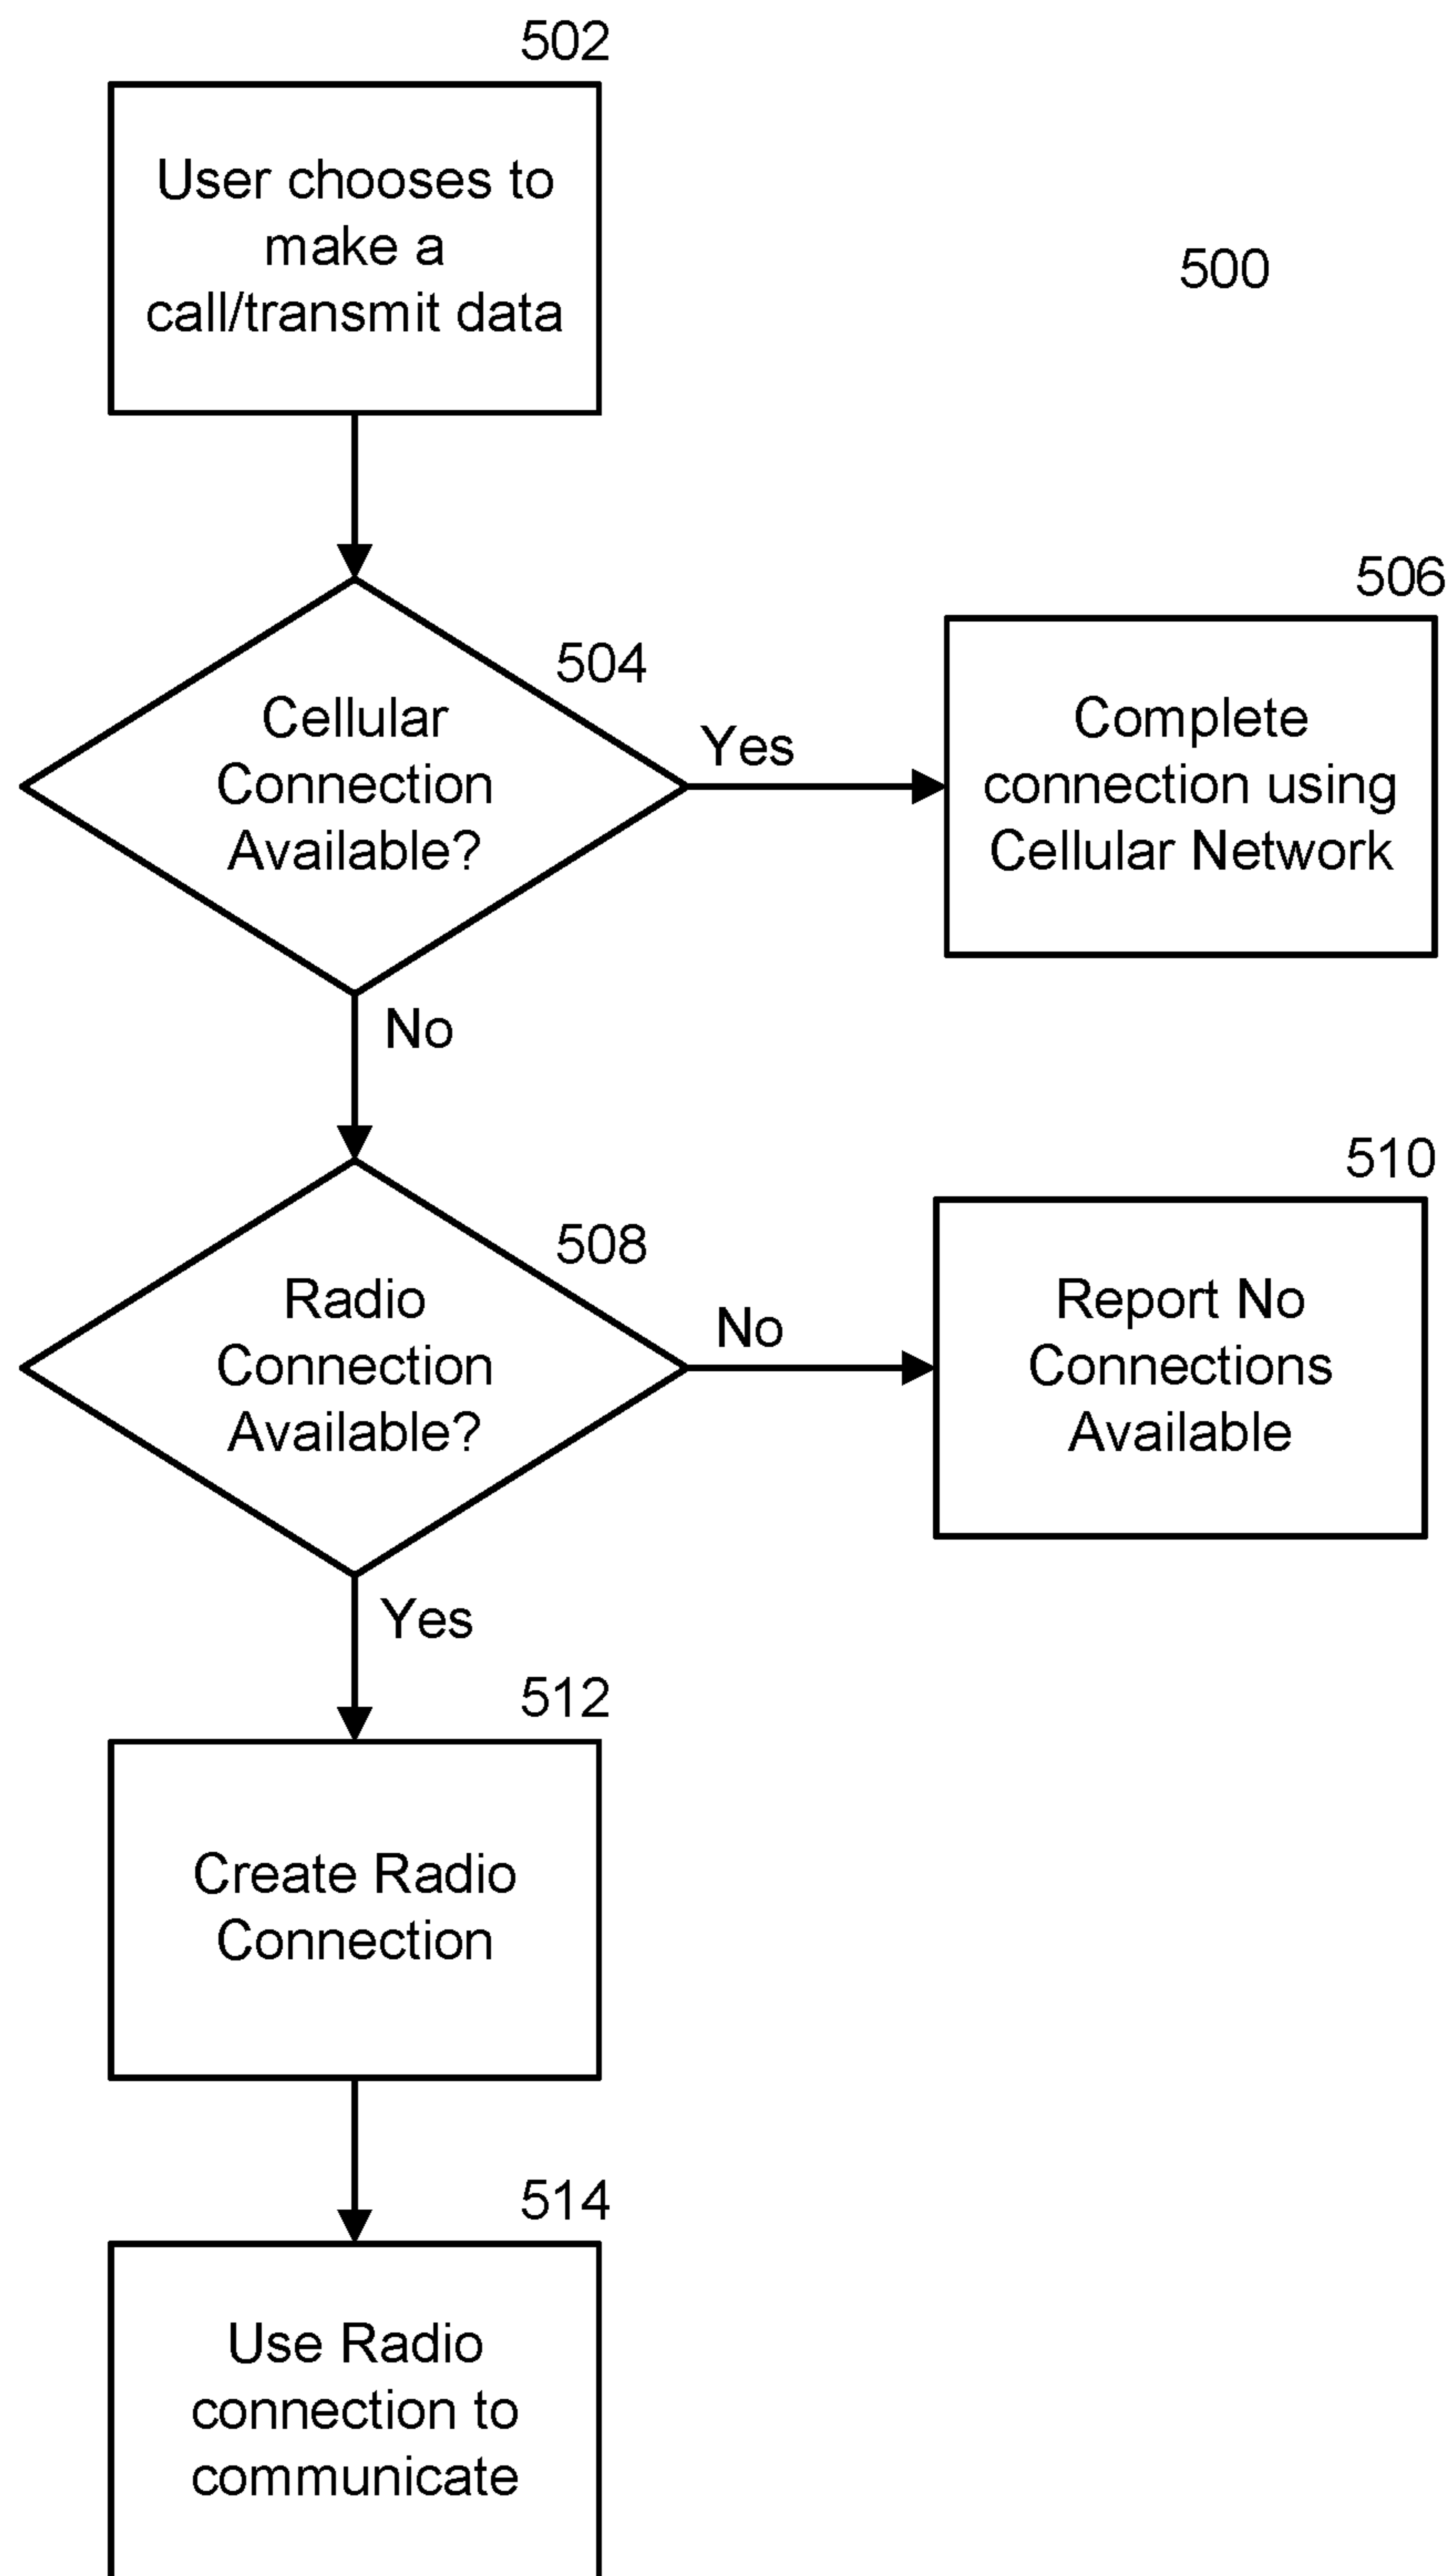 502
User chooses to
make a
call/transmit data
500
504
Cellular
Connection
Available?
Yes
506
Complete
connection using
Cellular Network
No
508
Radio
Connection
Available?
No
510
Report No
Connections
Available
Yes
512
Create Radio
Connection
514
Use Radio
connection to
communicate